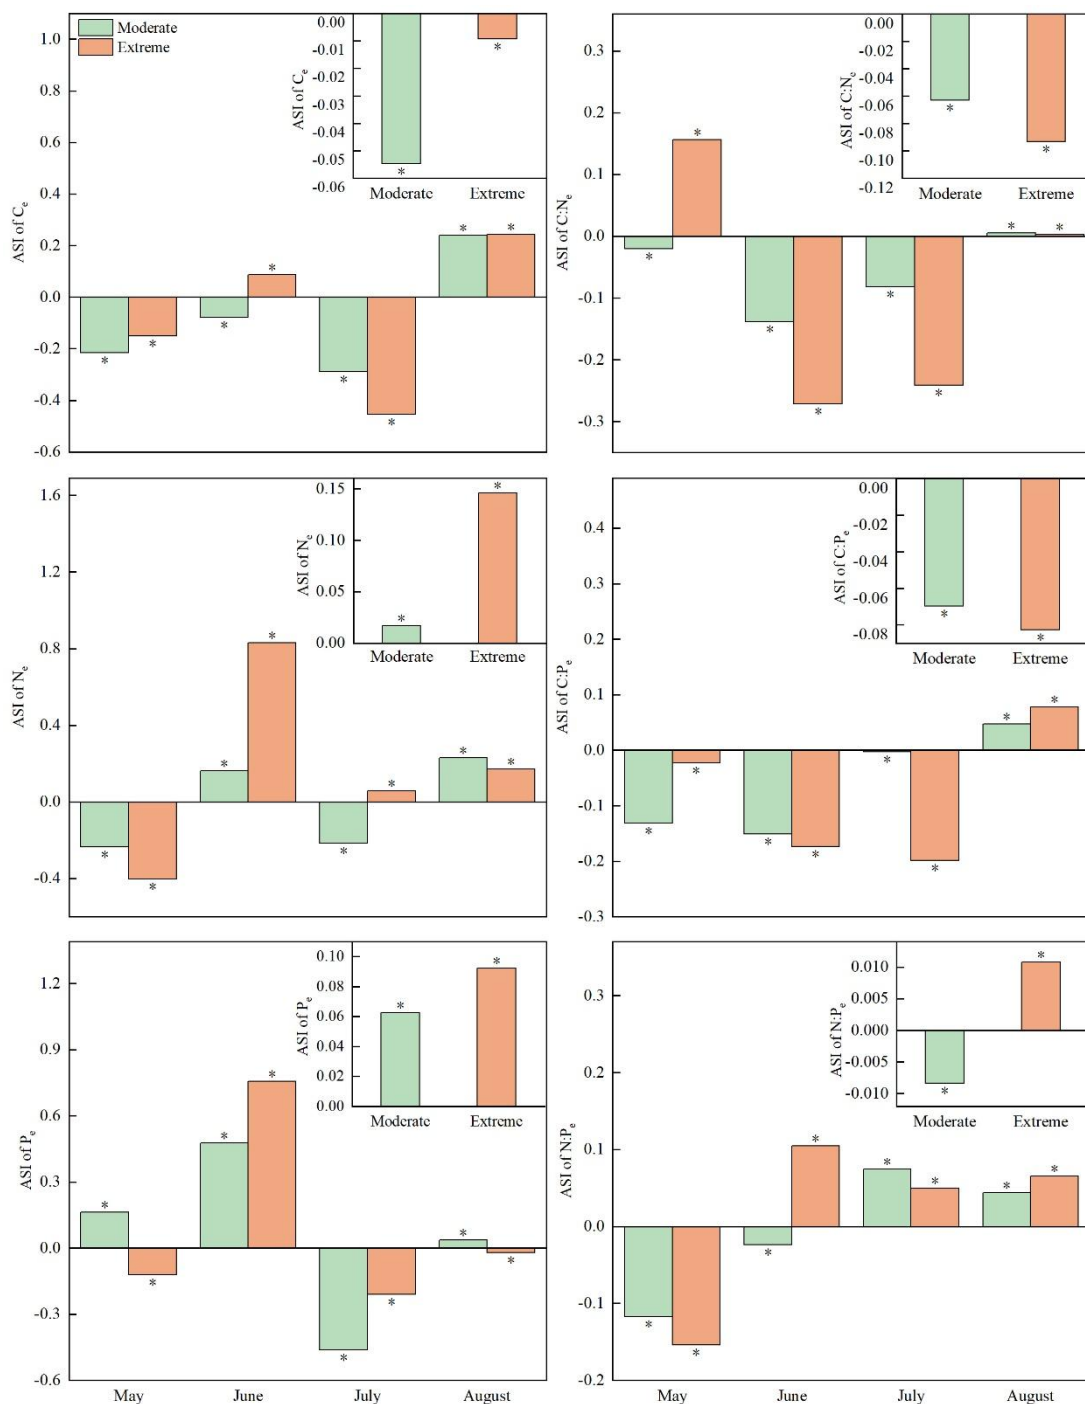 Moderate
Extreme
1.0
0.8
0.6
0.4
0.2
0.0
-0.2
-0.4
-0.6
ASI of Ce
0.00
-0.01
-0.02
-0.03
-0.04
-0.05
-0.06
ASI of Ce
Moderate Extreme
* *
* * * * * * * *
0.3
0.2
0.1
0.0
-0.1
-0.2
-0.3
ASI of C:Ne
0.00
-0.02
-0.04
-0.06
-0.08
-0.10
-0.12
ASI of C:Ne
Moderate Extreme
* *
* * * * * * * *
1.6
1.2
0.8
0.4
0.0
-0.4
ASI of Ne
0.15
0.10
0.05
0.00
ASI of Ne
Moderate Extreme
* *
* * * * * * * *
0.4
0.3
0.2
0.1
0.0
-0.1
-0.2
-0.3
ASI of C:Pe
0.00
-0.02
-0.04
-0.06
-0.08
ASI of C:Pe
Moderate Extreme
* *
* * * * * * * *
1.2
0.9
0.6
0.3
0.0
-0.3
-0.6
ASI of Pe
0.10
0.08
0.06
0.04
0.02
0.00
ASI of Pe
Moderate Extreme
* *
* * * * * * * *
May June July August
0.3
0.2
0.1
0.0
-0.1
-0.2
ASI of N:Pe
0.010
0.005
0.000
-0.005
-0.010
ASI of N:Pe
Moderate Extreme
* *
* * * * * * * *
May June July August